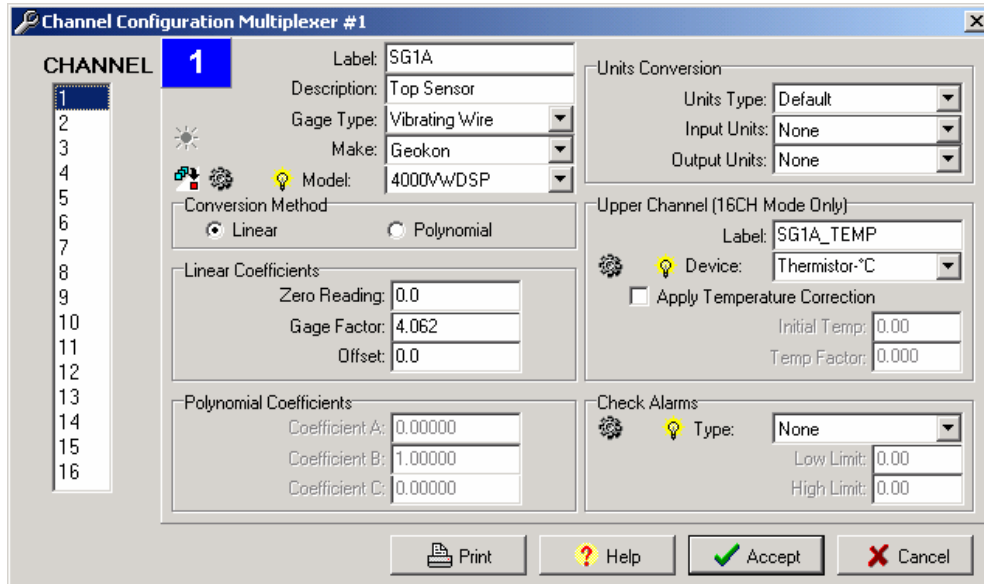 Channel Configuration Multiplexer #1
CHANNEL
1
2
3
4
5
6
7
8
9
10
11
12
13
14
15
16
1
Label: SG1A
Description: Top Sensor
Gage Type: Vibrating Wire
Make: Geokon
Model: 4000VWDSP
Conversion Method
Linear Polynomial
Linear Coefficients
Zero Reading: 0.0
Gage Factor: 4.062
Offset: 0.0
Polynomial Coefficients
Coefficient A: 0.00000
Coefficient B: 1.00000
Coefficient C: 0.00000
Units Conversion
Units Type: Default
Input Units: None
Output Units: None
Upper Channel (16CH Mode Only)
Label: SG1A_TEMP
Device: Thermistor-°C
Apply Temperature Correction
Initial Temp: 0.00
Temp Factor: 0.000
Check Alarms
Type: None
Low Limit: 0.00
High Limit: 0.00
Print
Help
Accept
Cancel